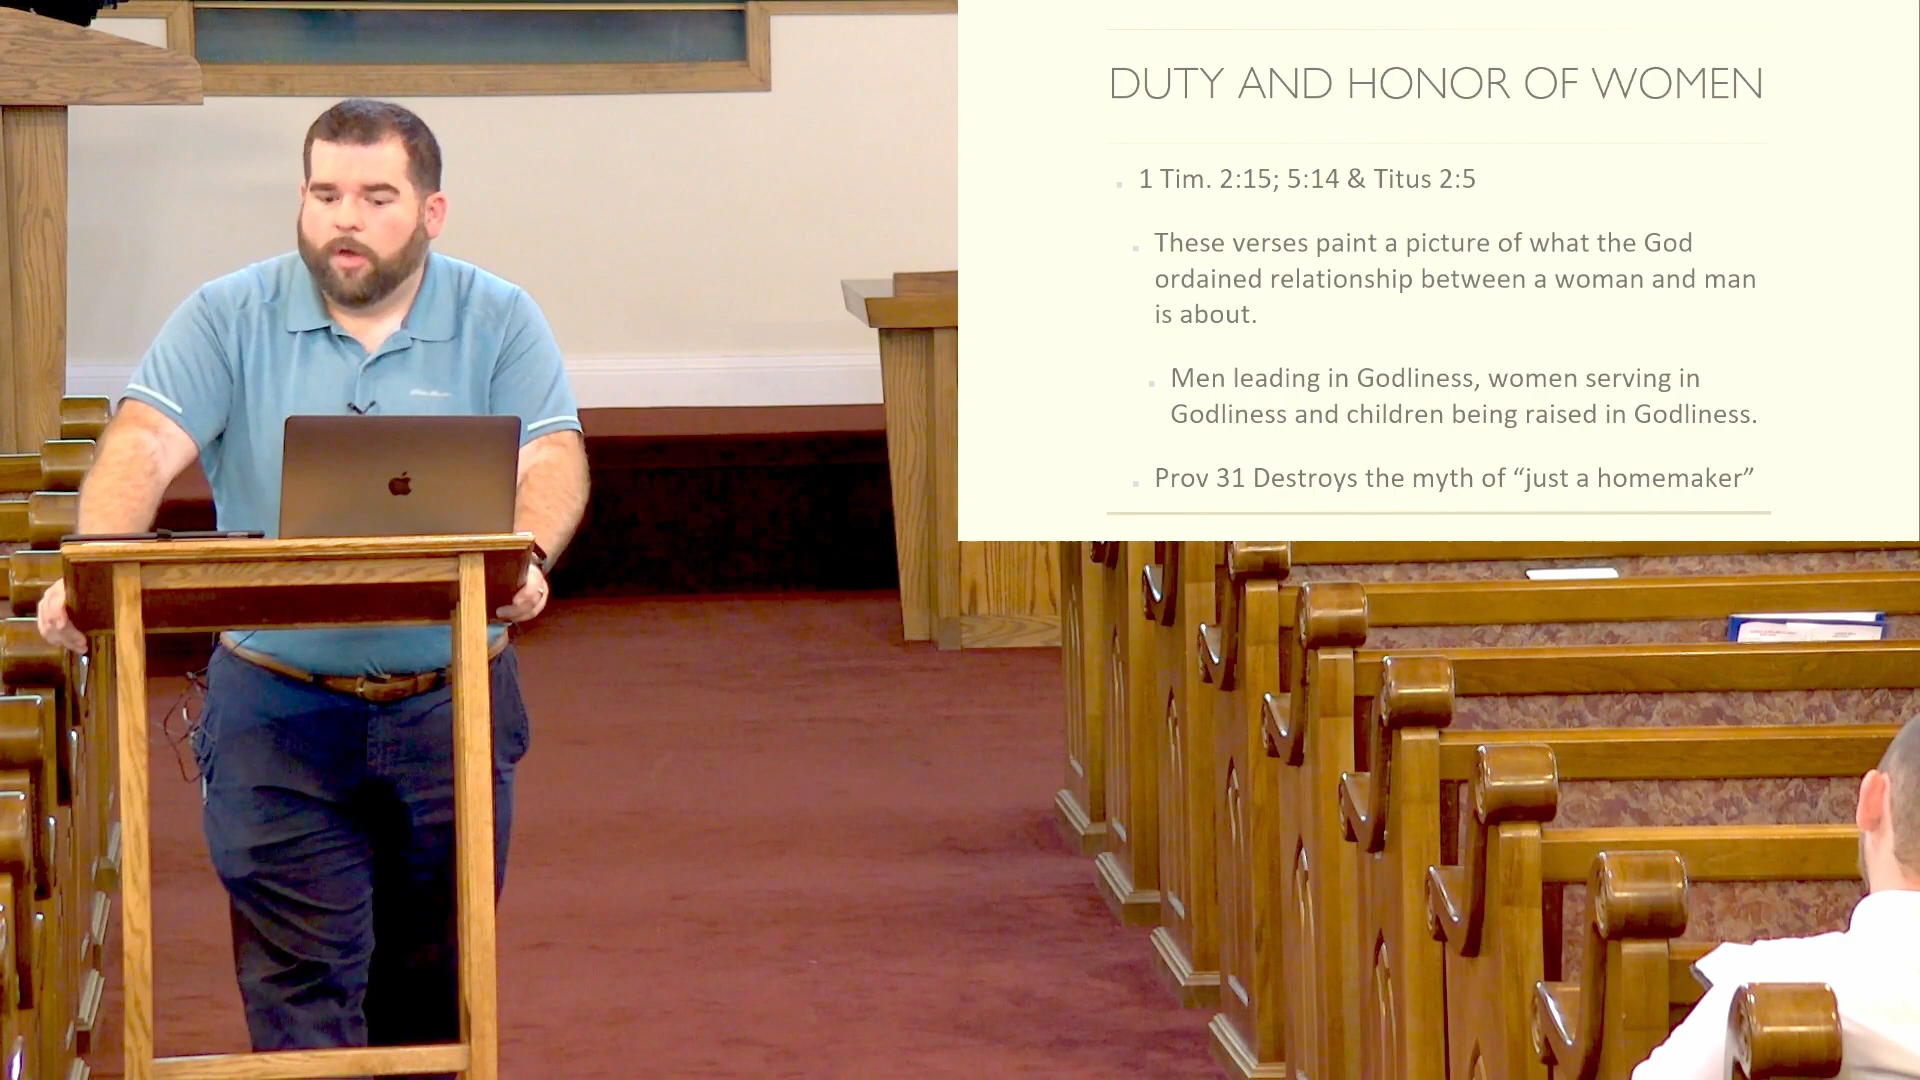 DUTY AND HONOR OF WOMEN
1 Tim. 2:15; 5:14 & Titus 2:5
These verses paint a picture of what the God
ordained relationship between a woman and man
is about.
Men leading in Godliness, women serving in
Godliness and children being raised in Godliness.
Prov 31 Destroys the myth of “just a homemaker”